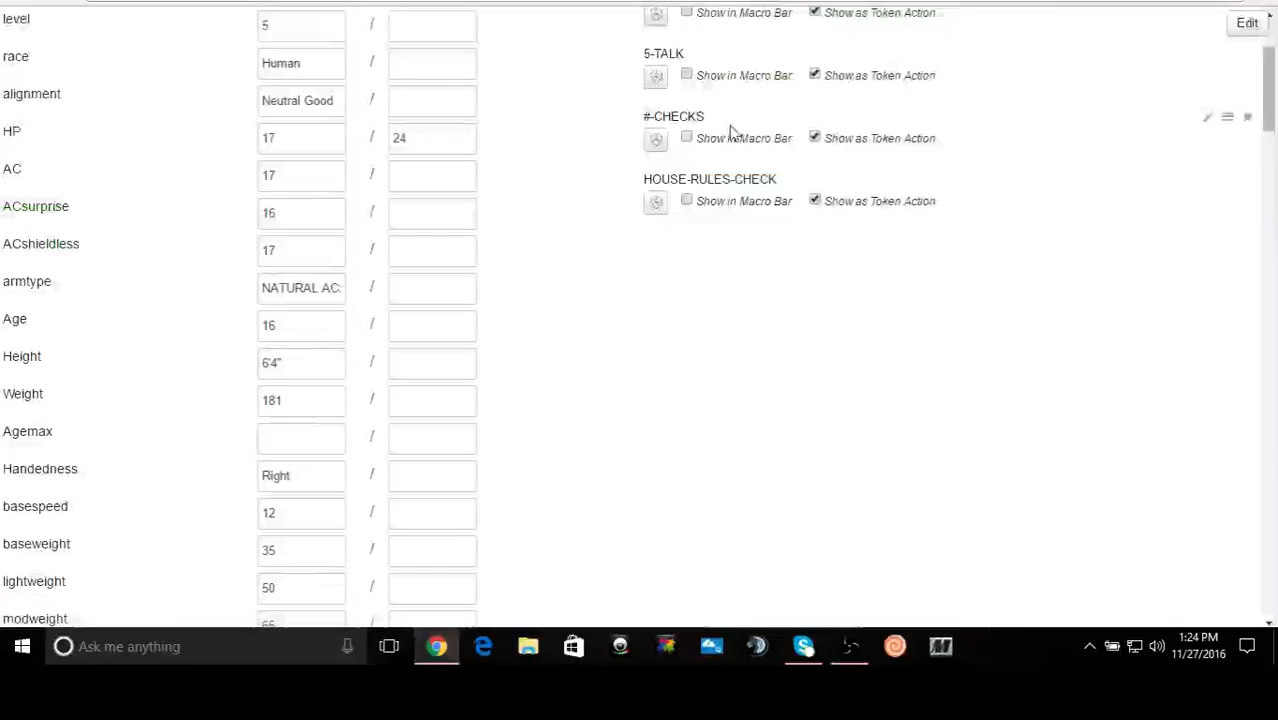 Show in Macro Bar Show as Token Action
Edit
level 5 /
5-TALK
race Human /
Show in Macro Bar Show as Token Action
alignment Neutral Good /
#-CHECKS
HP 17 / 24
Show in Macro Bar Show as Token Action
AC 17 /
HOUSE-RULES-CHECK
Show in Macro Bar Show as Token Action
ACsurprise 16 /
ACshieldless 17 /
armtype NATURAL AC: /
Age 16 /
Height 6'4" /
Weight 181 /
Agemax /
Handedness Right /
basespeed 12 /
baseweight 35 /
lightweight 50 /
modweight 65
Ask me anything
1:24 PM
11/27/2016